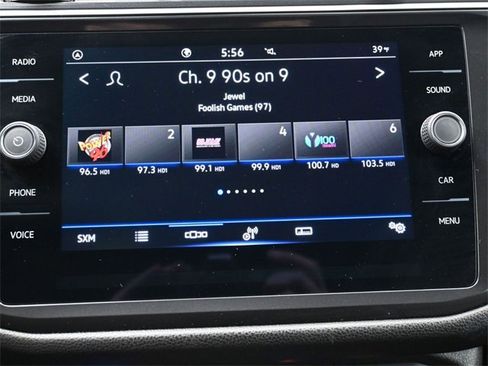 RADIO
MEDIA
PHONE
VOICE
5:56
39°F
Ch. 9 90s on 9
Jewel
Foolish Games (97)
2
4
6
96.5 HD1
97.3 HD1
99.1 HD1
99.9 HD1
100.7 HD
103.5 HD1
SXM
APP
SOUND
CAR
MENU